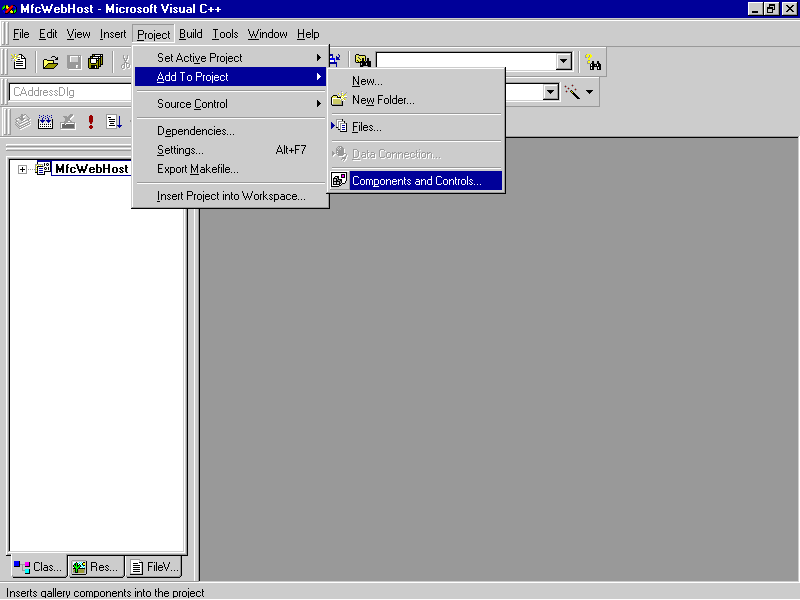 MfcWebHost - Microsoft Visual C++
File Edit View Insert Project Build Tools Window Help
Set Active Project
Add To Project
Source Control
Dependencies...
Settings... Alt+F7
Export Makefile...
Insert Project into Workspace...
New...
New Folder...
Files...
Data Connection...
Components and Controls...
CAddressDlg
MfcWebHost
Clas... Res... FileV...
Inserts gallery components into the project